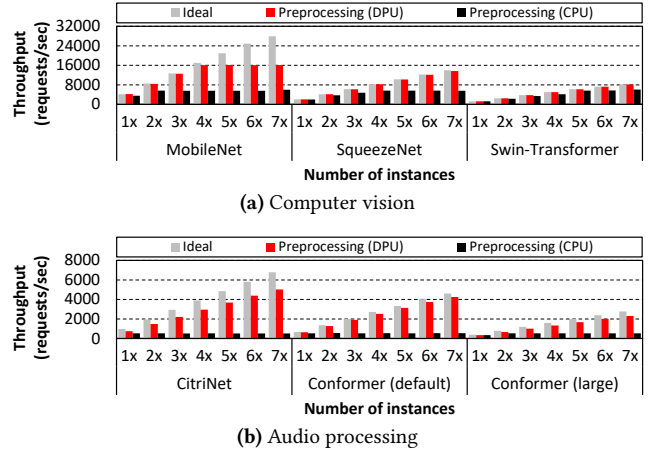 Ideal Preprocessing (DPU) Preprocessing (CPU)
Throughput
(requests/sec)
32000
24000
16000
8000
0
1x 2x 3x 4x 5x 6x 7x 1x 2x 3x 4x 5x 6x 7x 1x 2x 3x 4x 5x 6x 7x
MobileNet SqueezeNet Swin-Transformer
Number of instances
(a) Computer vision
Ideal Preprocessing (DPU) Preprocessing (CPU)
Throughput
(requests/sec)
8000
6000
4000
2000
0
1x 2x 3x 4x 5x 6x 7x 1x 2x 3x 4x 5x 6x 7x 1x 2x 3x 4x 5x 6x 7x
CitriNet Conformer (default) Conformer (large)
Number of instances
(b) Audio processing